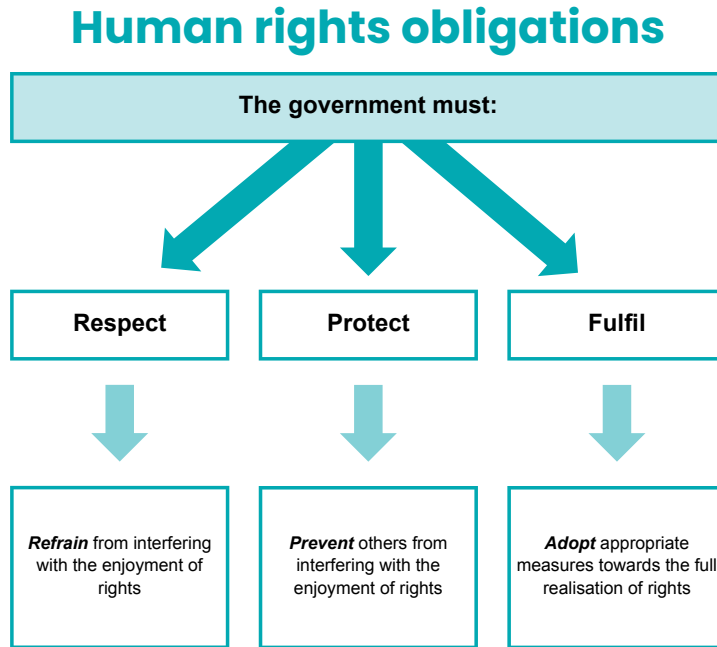 Human rights obligations
The government must:
Respect
Protect
Fulfil
Refrain from interfering
with the enjoyment of
rights
Prevent others from
interfering with the
enjoyment of rights
Adopt appropriate
measures towards the full
realisation of rights